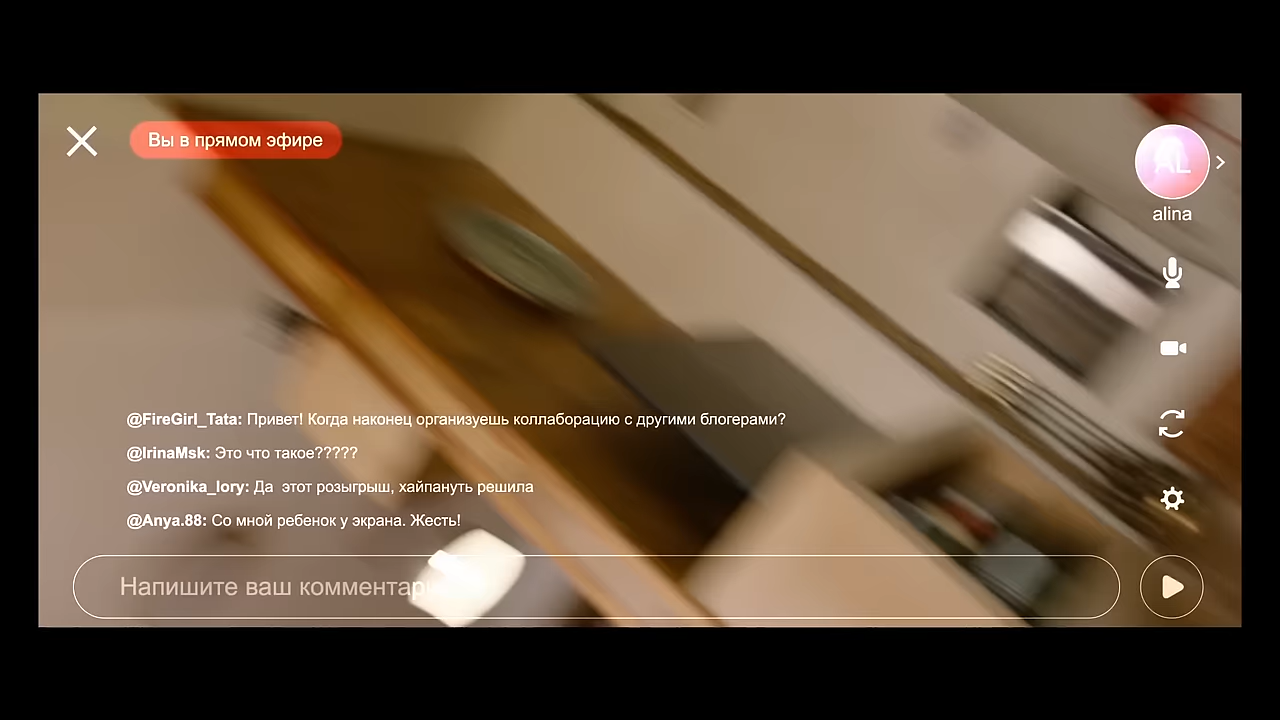 Вы в прямом эфире
AL
alina
@FireGirl_Tata: Привет! Когда наконец организуешь коллаборацию с другими блогерами?
@IrinaMsk: Это что такое?????
@Veronika_lory: Да этот розыгрыш, хайпануть решила
@Anya.88: Со мной ребенок у экрана. Жесть!
Напишите ваш комментар